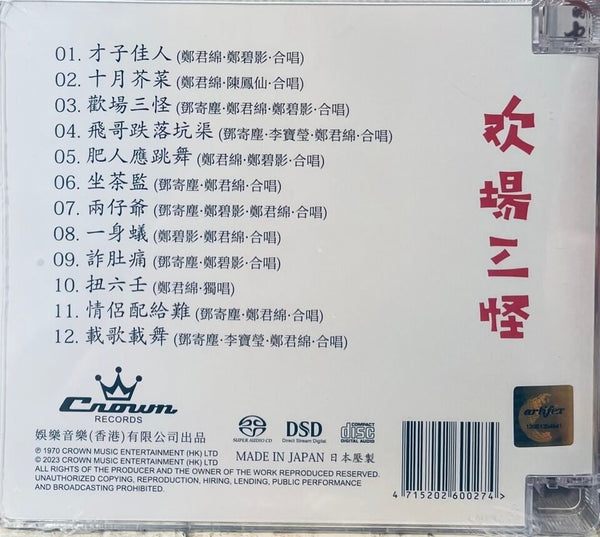 01. 才子佳人 (鄭君綿·鄭碧影·合唱)
02. 十月芥菜 (鄭君綿·陳鳳仙·合唱)
03. 歡場三怪 (鄧寄塵·鄭君綿·鄭碧影·合唱)
04. 飛哥跌落坑渠 (鄧寄塵·李寶瑩·鄭君綿·合唱)
05. 肥人應跳舞 (鄭君綿·鄭碧影·合唱)
06. 坐茶監 (鄧寄塵·鄭君綿·合唱)
07. 兩仔爺 (鄧寄塵·鄭碧影·鄭君綿·合唱)
08. 一身蟻 (鄭碧影·鄭君綿·合唱)
09. 詐肚痛 (鄧寄塵·鄭碧影·合唱)
10. 扭六壬 (鄭君綿·獨唱)
11. 情侶配給難 (鄧寄塵·鄭君綿·合唱)
12. 載歌載舞 (鄧寄塵·李寶瑩·鄭君綿·合唱)
欢場三怪
Crown
RECORDS
娛樂音樂(香港)有限公司出品
℗ 1970 CROWN MUSIC ENTERTAINMENT (HK) LTD
© 2023 CROWN MUSIC ENTERTAINMENT (HK) LTD
ALL RIGHTS OF THE PRODUCER AND THE OWNER OF THE WORK REPRODUCED RESERVED.
UNAUTHORIZED COPYING, REPRODUCTION, HIRING, LENDING, PUBLIC PERFORMANCE
AND BROADCASTING PROHIBITED.
SUPER AUDIO CD
DSD
Direct Stream Digital
COMPACT
disc
DIGITAL AUDIO
MADE IN JAPAN 日本壓製
4 715202 600274
artifex